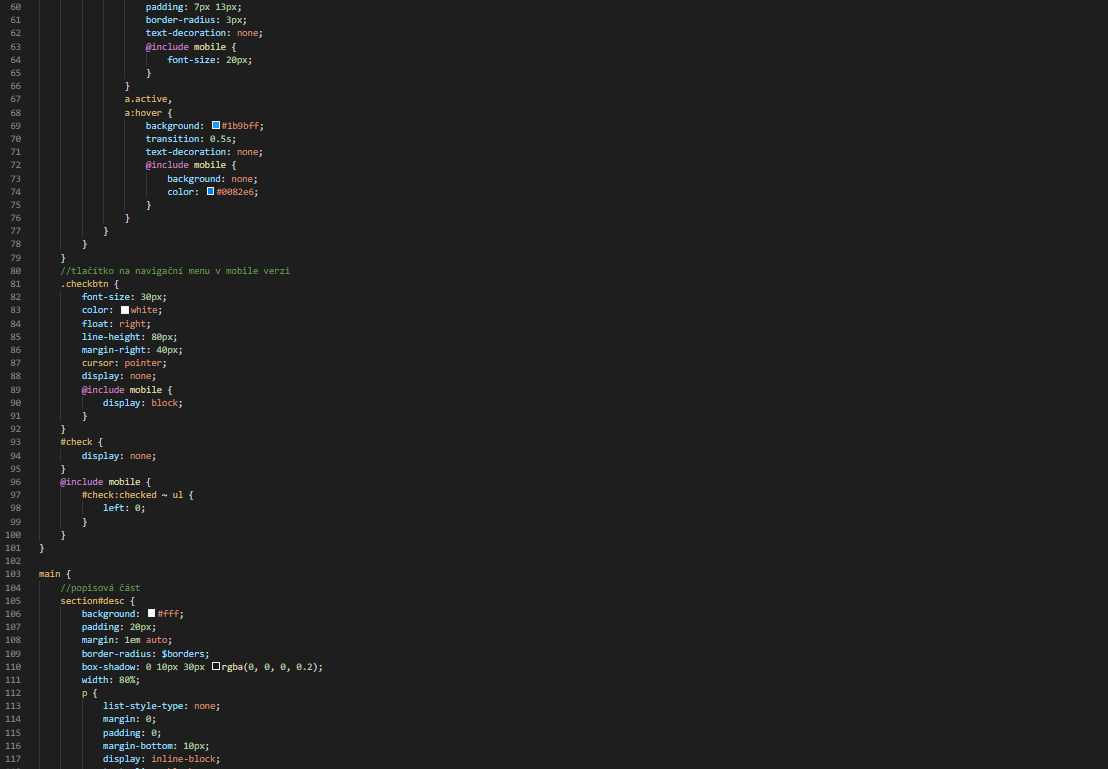 60 padding: 7px 13px;
61 border-radius: 3px;
62 text-decoration: none;
63 @include mobile {
64 font-size: 20px;
65 }
66 }
67 a.active,
68 a:hover {
69 background: #1b9bff;
70 transition: 0.5s;
71 text-decoration: none;
72 @include mobile {
73 background: none;
74 color: #0082e6;
75 }
76 }
77 }
78 }
79 }
80 //tlačítko na navigační menu v mobile verzi
81 .checkbtn {
82 font-size: 30px;
83 color: white;
84 float: right;
85 line-height: 80px;
86 margin-right: 40px;
87 cursor: pointer;
88 display: none;
89 @include mobile {
90 display: block;
91 }
92 }
93 #check {
94 display: none;
95 }
96 @include mobile {
97 #check:checked ~ ul {
98 left: 0;
99 }
100 }
101 }
102
103 main {
104 //popisová část
105 section#desc {
106 background: #fff;
107 padding: 20px;
108 margin: 1em auto;
109 border-radius: $borders;
110 box-shadow: 0 10px 30px rgba(0, 0, 0, 0.2);
111 width: 80%;
112 p {
113 list-style-type: none;
114 margin: 0;
115 padding: 0;
116 margin-bottom: 10px;
117 display: inline-block;